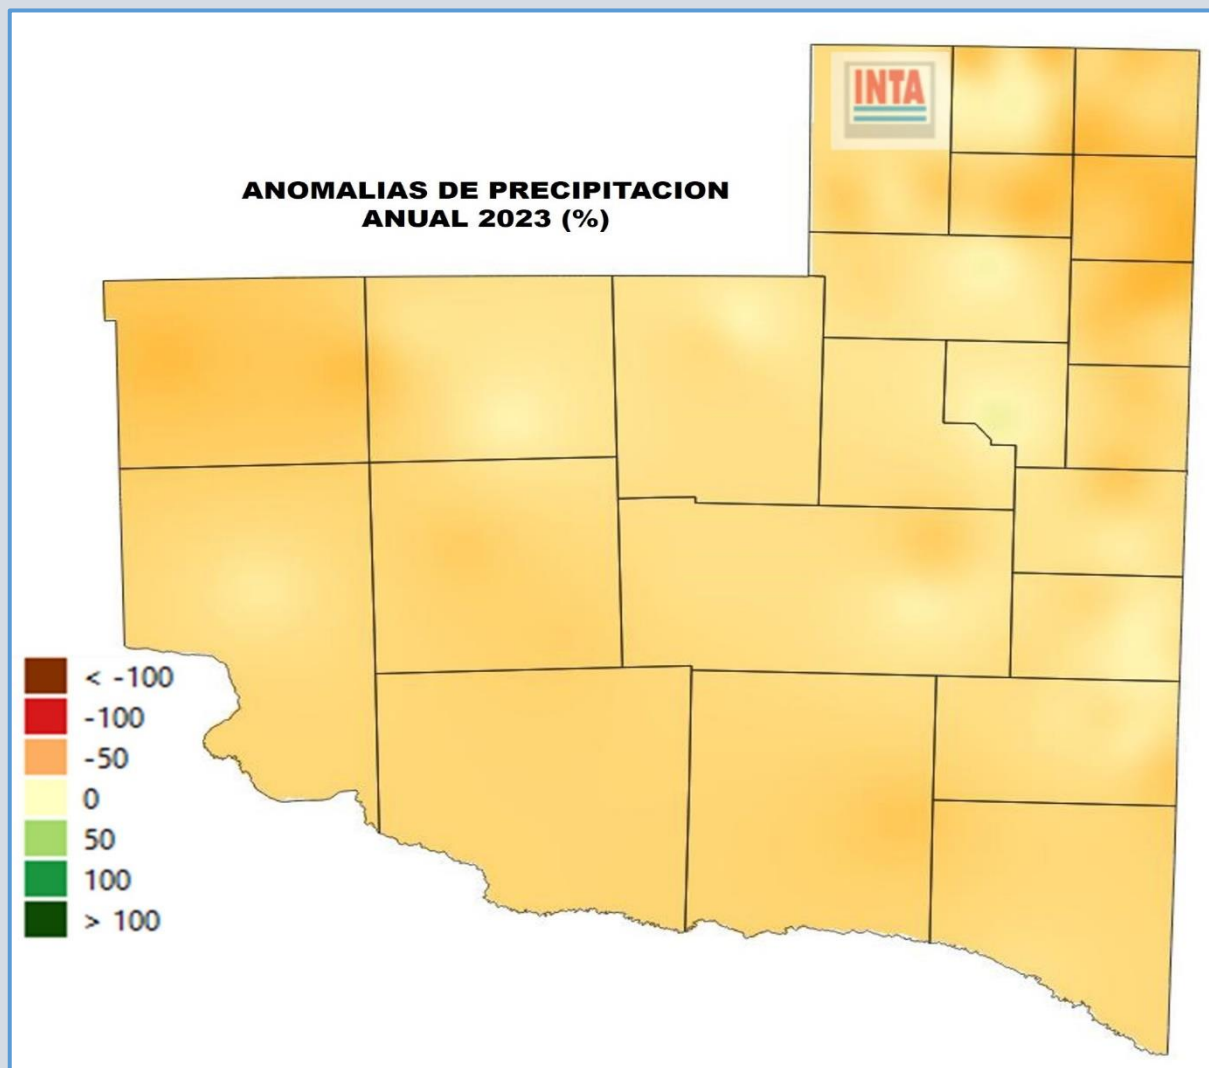 INTA
ANOMALIAS DE PRECIPITACION
ANUAL 2023 (%)
< -100
-100
-50
0
50
100
> 100